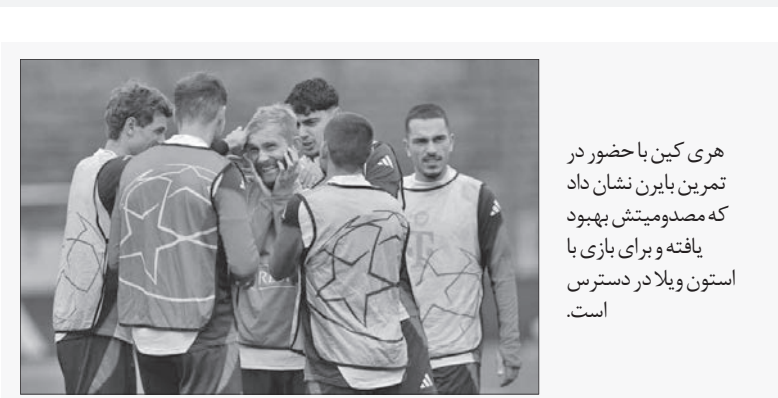 هری کین با حضور در
تمرین بایرن نشان داد
که مصدومیتش بهبود
یافته و برای بازی با
استون ویلا در دسترس
است.